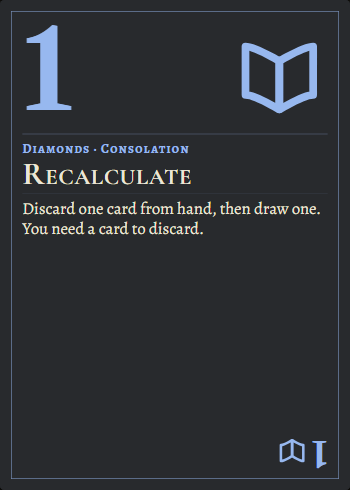 1
Diamonds · Consolation
Recalculate
Discard one card from hand, then draw one.
You need a card to discard.
1